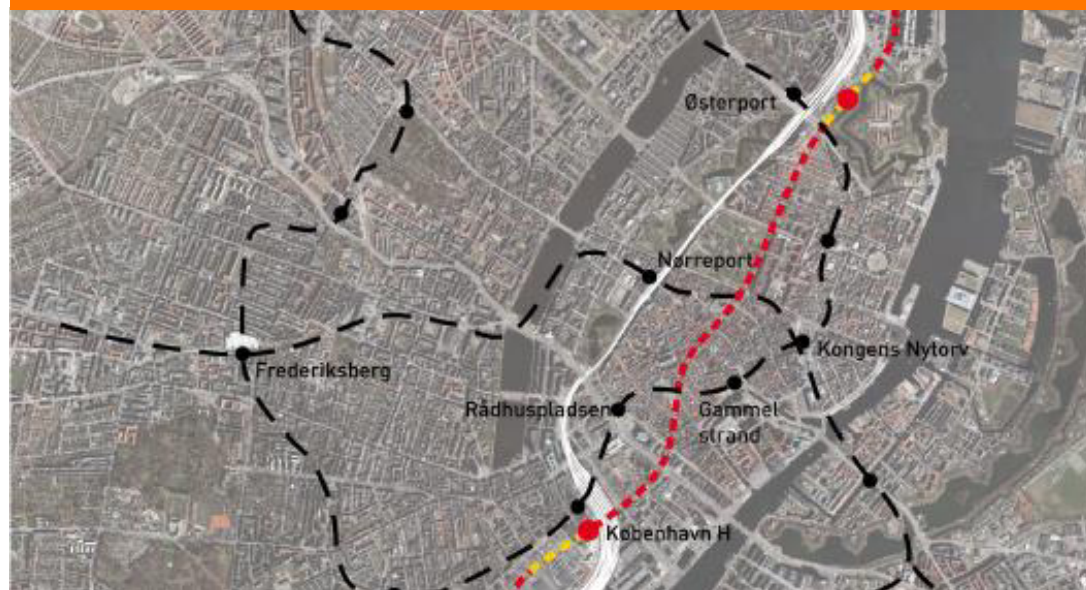 Østerport
Nørreport
Kongens Nytorv
Frederiksberg
Rådhuspladsen
Gammel
strand
København H